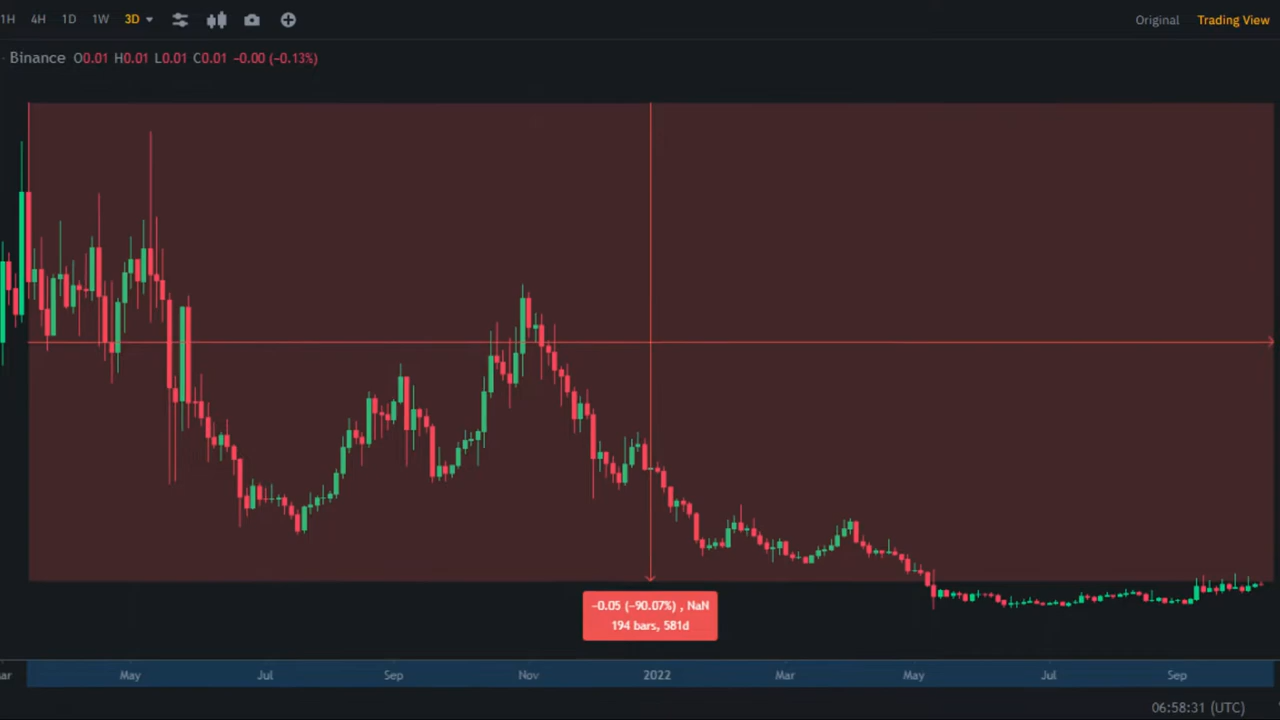 1H 4H 1D 1W 3D Original Trading View
Binance O0.01 H0.01 L0.01 C0.01 −0.00 (−0.13%)
−0.05 (−90.07%) , NaN
194 bars, 581d
ar May Jul Sep Nov 2022 Mar May Jul Sep
06:58:31 (UTC)